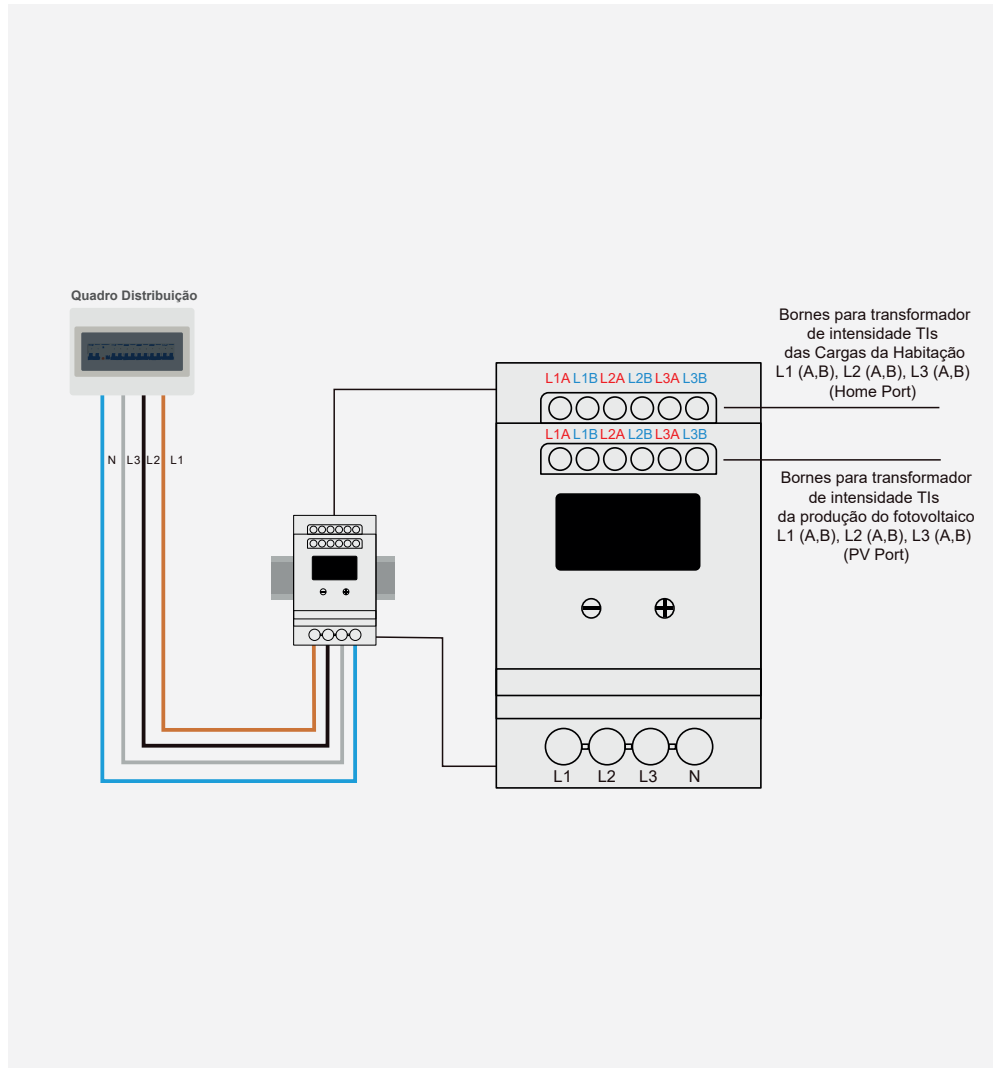 Quadro Distribuição
N L3 L2 L1
L1A L1B L2A L2B L3A L3B
L1A L1B L2A L2B L3A L3B
L1 L2 L3 N
Bornes para transformador
de intensidade TIs
das Cargas da Habitação
L1 (A,B), L2 (A,B), L3 (A,B)
(Home Port)
Bornes para transformador
de intensidade TIs
da produção do fotovoltaico
L1 (A,B), L2 (A,B), L3 (A,B)
(PV Port)